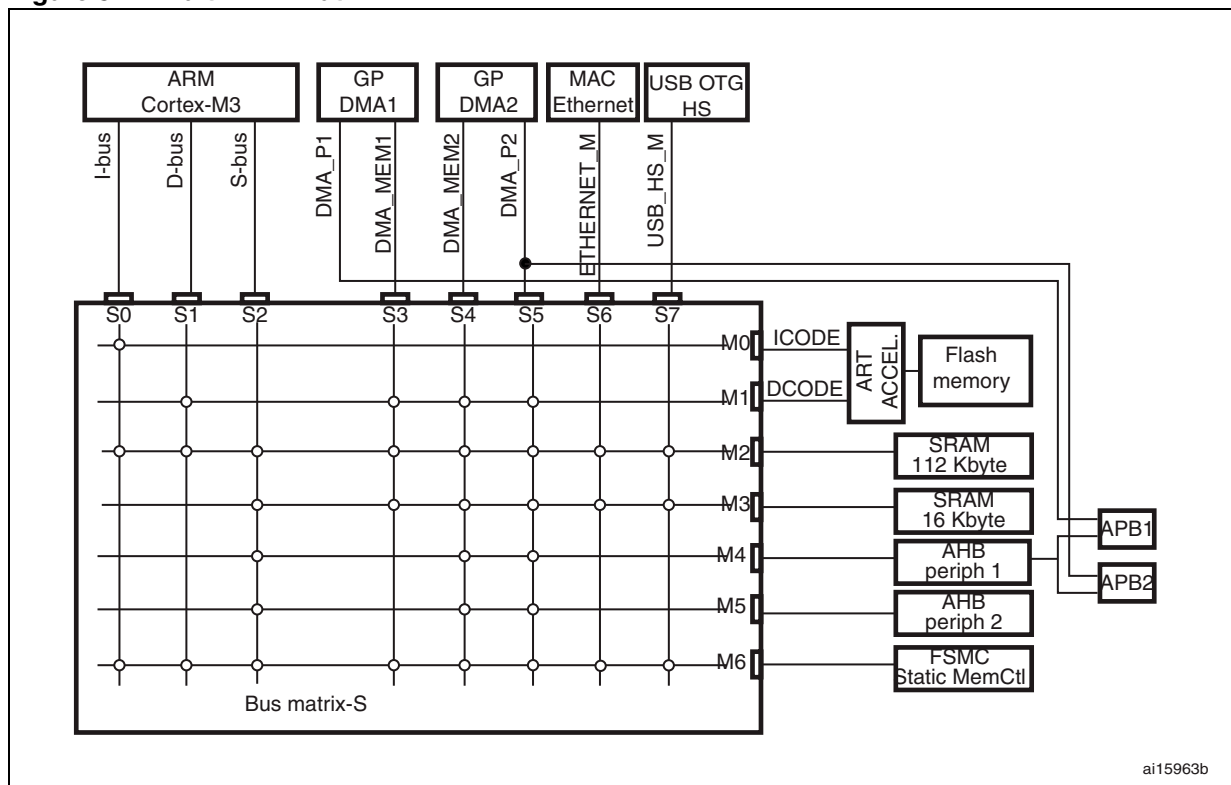 ARM
Cortex-M3
GP
DMA1
GP
DMA2
MAC
Ethernet
USB OTG
HS
I-bus
D-bus
S-bus
DMA_P1
DMA_MEM1
DMA_MEM2
DMA_P2
ETHERNET_M
USB_HS_M
S0 S1 S2 S3 S4 S5 S6 S7
M0 ICODE
M1 DCODE
ART
ACCEL.
Flash
memory
M2
SRAM
112 Kbyte
M3
SRAM
16 Kbyte
APB1
M4
AHB
periph 1
APB2
M5
AHB
periph 2
M6
FSMC
Static MemCtl
Bus matrix-S
ai15963b